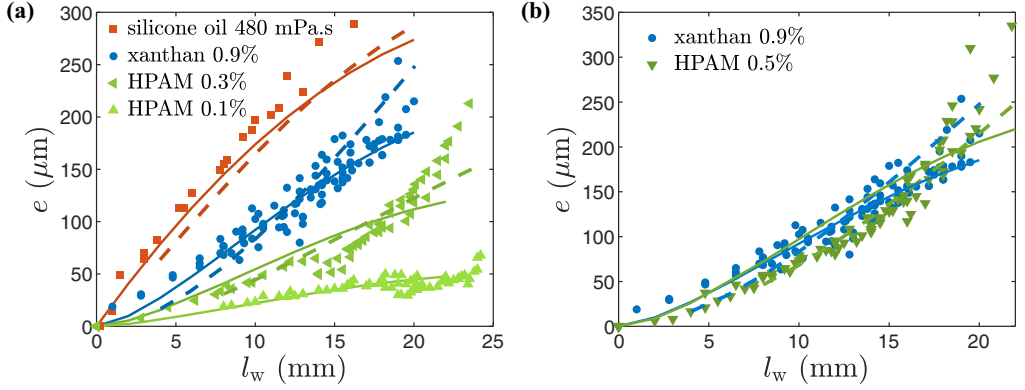 (a)
silicone oil 480 mPa.s
xanthan 0.9%
HPAM 0.3%
HPAM 0.1%
300
250
200
150
100
50
0
e (μm)
0 5 10 15 20 25
l_w (mm)
(b)
xanthan 0.9%
HPAM 0.5%
350
300
250
200
150
100
50
0
e (μm)
0 5 10 15 20
l_w (mm)